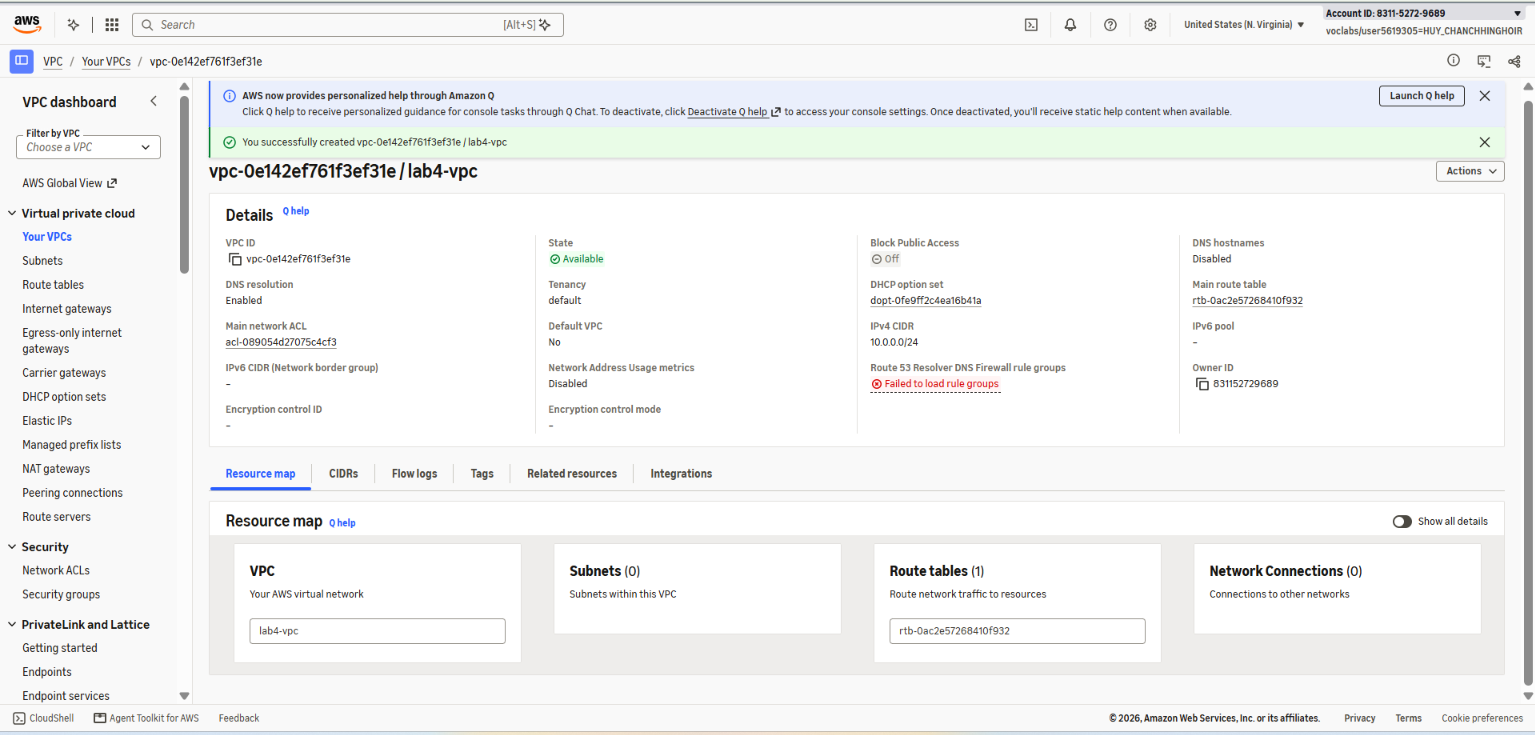 aws
Search
[Alt+S]
United States (N. Virginia)
Account ID: 8311-5272-9689
voclabs/user5619305=HUY_CHANCHHINGHOIR
VPC / Your VPCs / vpc-0e142ef761f3ef31e
VPC dashboard
Filter by VPC
Choose a VPC
AWS Global View
Virtual private cloud
Your VPCs
Subnets
Route tables
Internet gateways
Egress-only internet
gateways
Carrier gateways
DHCP option sets
Elastic IPs
Managed prefix lists
NAT gateways
Peering connections
Route servers
Security
Network ACLs
Security groups
PrivateLink and Lattice
Getting started
Endpoints
Endpoint services
AWS now provides personalized help through Amazon Q
Click Q help to receive personalized guidance for console tasks through Q Chat. To deactivate, click Deactivate Q help to access your console settings. Once deactivated, you'll receive static help content when available.
Launch Q help
You successfully created vpc-0e142ef761f3ef31e / lab4-vpc
vpc-0e142ef761f3ef31e / lab4-vpc
Actions
Details Q help
VPC ID
vpc-0e142ef761f3ef31e
State
Available
Block Public Access
Off
DNS hostnames
Disabled
DNS resolution
Enabled
Tenancy
default
DHCP option set
dopt-0fe9ff2c4ea16b41a
Main route table
rtb-0ac2e57268410f932
Main network ACL
acl-089054d27075c4cf3
Default VPC
No
IPv4 CIDR
10.0.0.0/24
IPv6 pool
–
IPv6 CIDR (Network border group)
–
Network Address Usage metrics
Disabled
Route 53 Resolver DNS Firewall rule groups
Failed to load rule groups
Owner ID
831152729689
Encryption control ID
–
Encryption control mode
–
Resource map
CIDRs
Flow logs
Tags
Related resources
Integrations
Resource map Q help
Show all details
VPC
Your AWS virtual network
lab4-vpc
Subnets (0)
Subnets within this VPC
Route tables (1)
Route network traffic to resources
rtb-0ac2e57268410f932
Network Connections (0)
Connections to other networks
CloudShell
Agent Toolkit for AWS
Feedback
© 2026, Amazon Web Services, Inc. or its affiliates.
Privacy
Terms
Cookie preferences